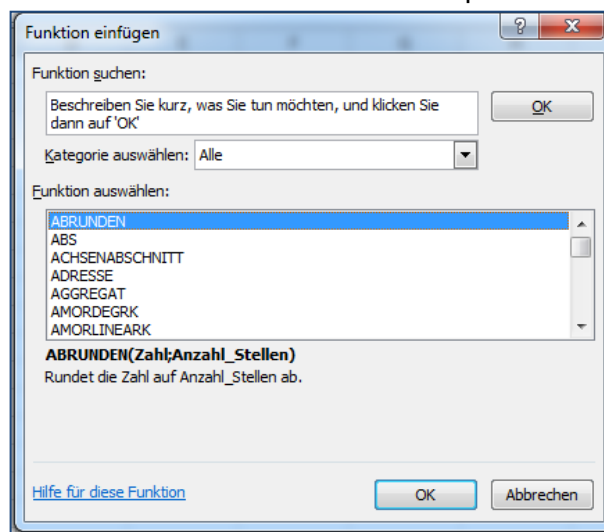 Funktion einfügen
?
X
Funktion suchen:
Beschreiben Sie kurz, was Sie tun möchten, und klicken Sie
dann auf 'OK'
OK
Kategorie auswählen: Alle
Funktion auswählen:
ABRUNDEN
ABS
ACHSENABSCHNITT
ADRESSE
AGGREGAT
AMORDEGRK
AMORLINEARK
ABRUNDEN(Zahl;Anzahl_Stellen)
Rundet die Zahl auf Anzahl_Stellen ab.
Hilfe für diese Funktion
OK
Abbrechen